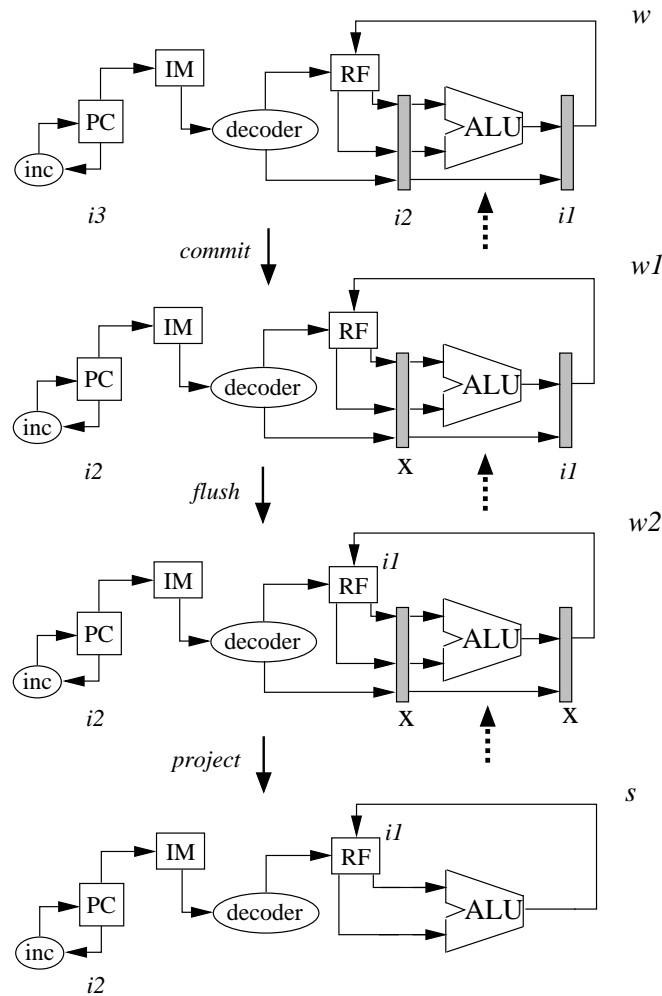 w
IM
RF
PC
decoder
ALU
inc
i3
i2
i1
commit
w1
IM
RF
PC
decoder
ALU
inc
i2
X
i1
flush
w2
i1
IM
RF
PC
decoder
ALU
inc
i2
X
X
project
s
i1
IM
RF
PC
decoder
ALU
inc
i2